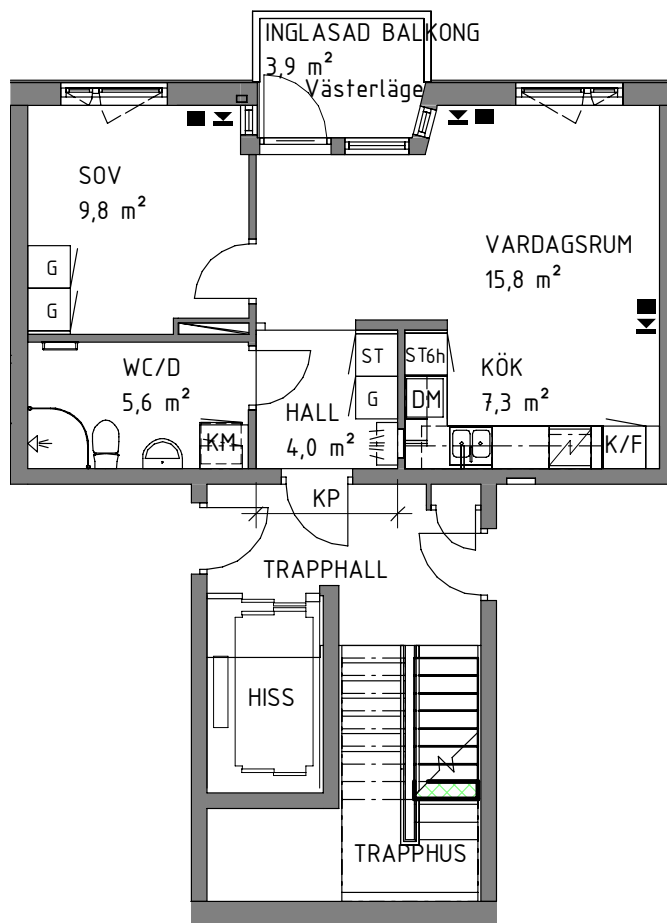 INGLASAD BALKONG
3,9 m²
Västerläge
SOV
9,8 m²
VARDAGSRUM
15,8 m²
G
G
WC/D
5,6 m²
ST
ST6h
KÖK
7,3 m²
G
DM
HALL
4,0 m²
KM
K/F
KP
TRAPPHALL
HISS
TRAPPHUS